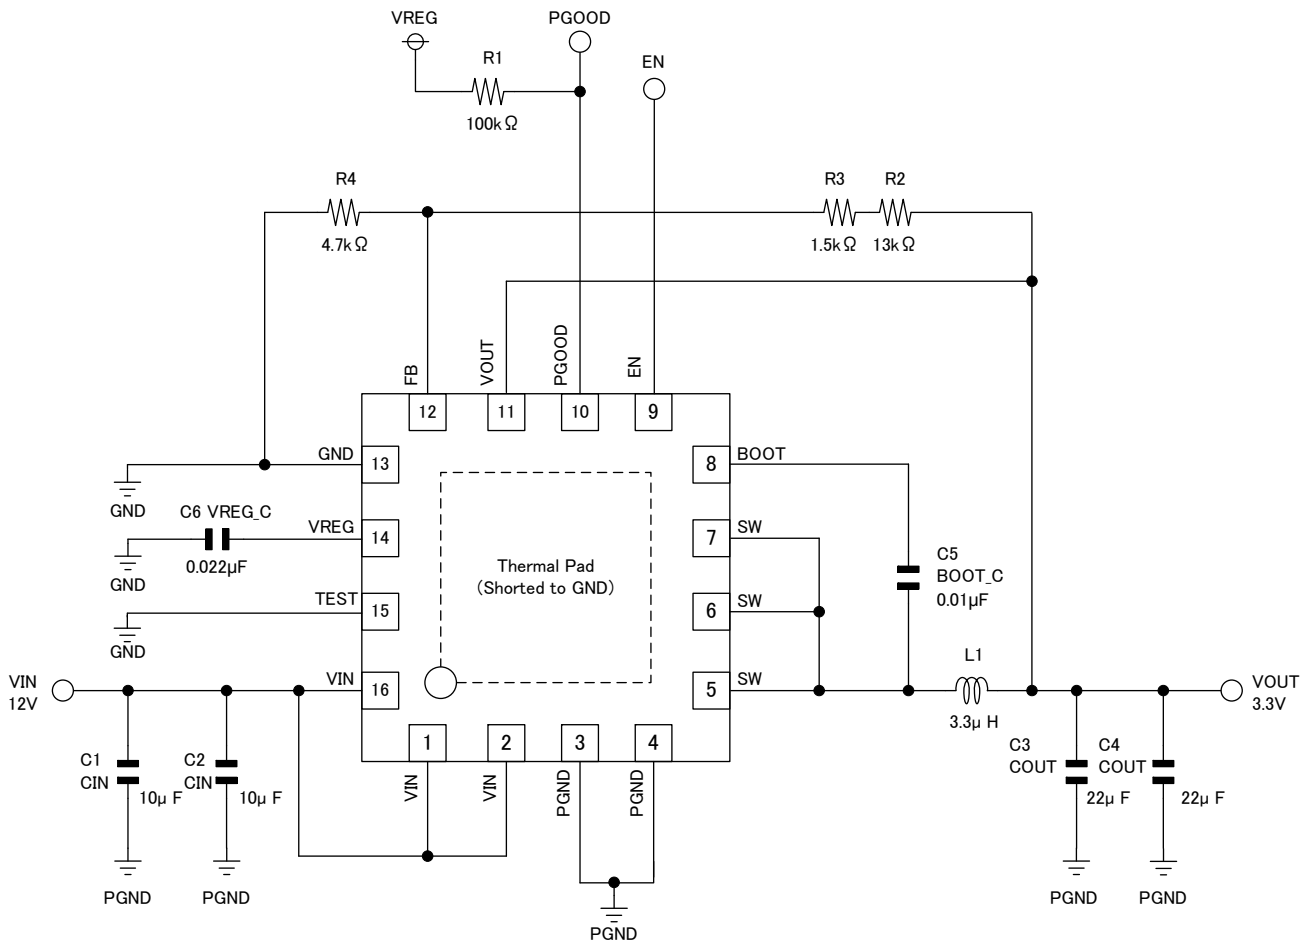 VREG
PGOOD
R1
EN
100kΩ
R4
R3
R2
4.7kΩ
1.5kΩ
13kΩ
FB
VOUT
PGOOD
EN
12
11
10
9
GND
13
8
BOOT
GND
C6 VREG_C
VREG
14
7
SW
0.022μF
GND
Thermal Pad
(Shorted to GND)
C5
BOOT_C
0.01μF
TEST
15
6
SW
GND
L1
VIN
12V
VIN
16
5
SW
VOUT
3.3V
3.3μ H
1
2
3
4
C1
CIN
10μ F
C2
CIN
10μ F
VIN
VIN
PGND
PGND
C3
COUT
22μ F
C4
COUT
22μ F
PGND
PGND
PGND
PGND
PGND